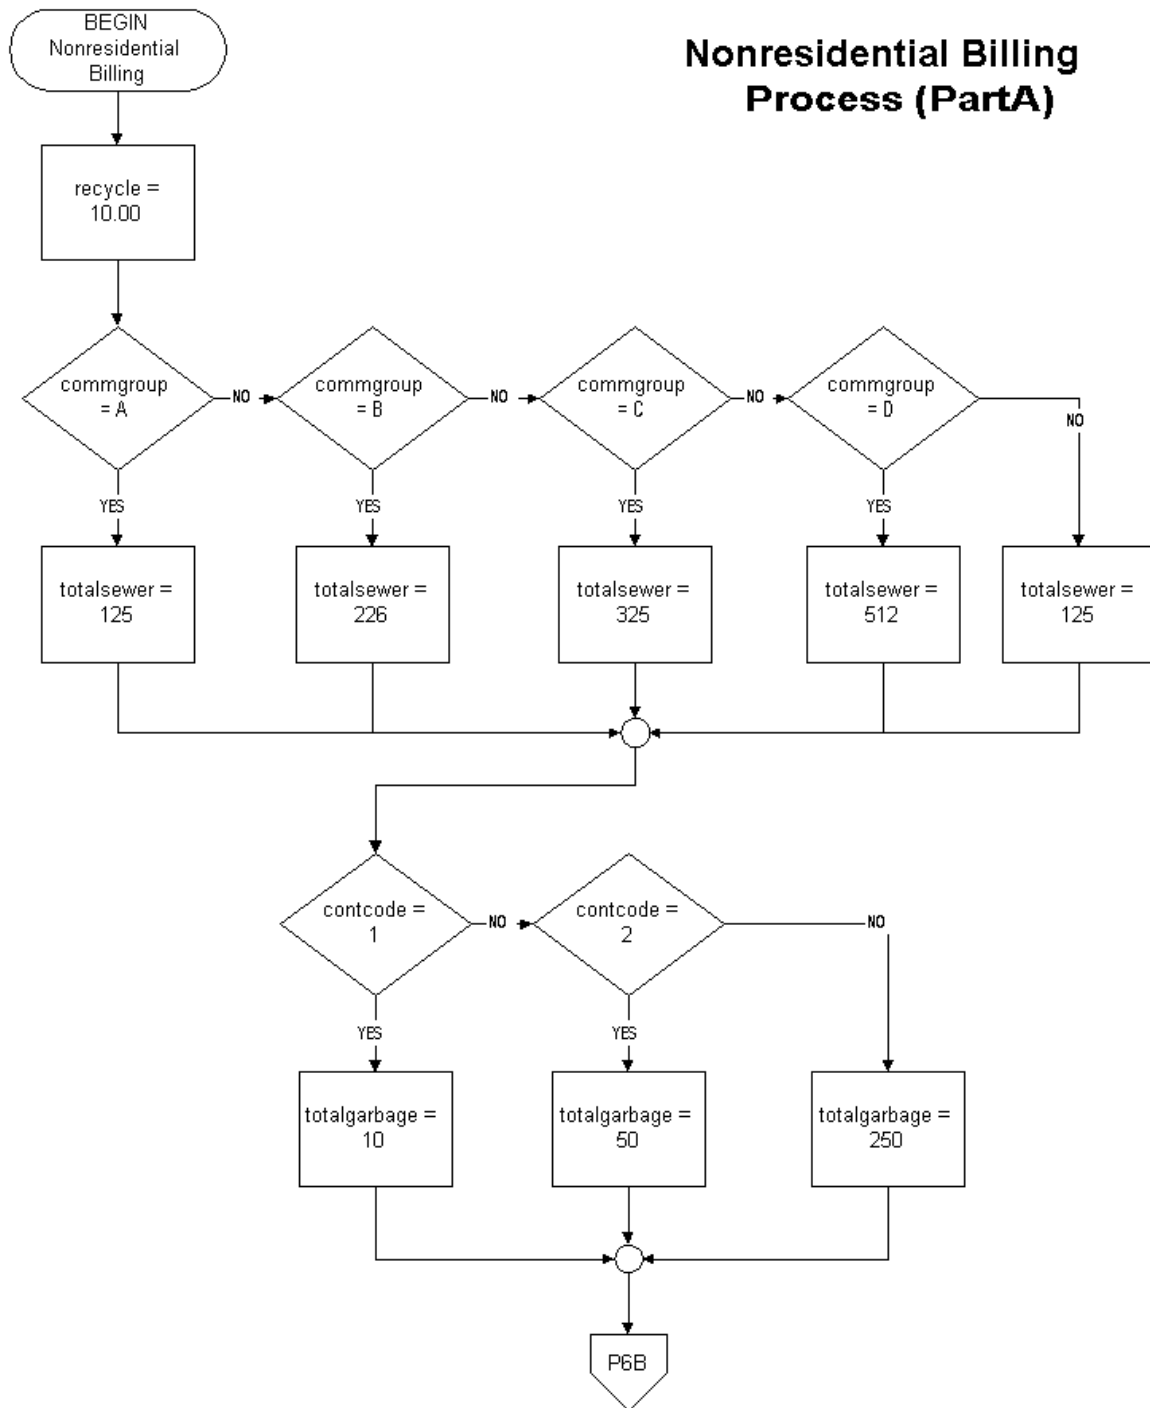 BEGIN
Nonresidential
Billing
Nonresidential Billing
Process (PartA)
recycle =
10.00
commgroup
= A
NO
commgroup
= B
NO
commgroup
= C
NO
commgroup
= D
NO
YES
YES
YES
YES
totalsewer =
125
totalsewer =
226
totalsewer =
325
totalsewer =
512
totalsewer =
125
contcode =
1
NO
contcode =
2
NO
YES
YES
totalgarbage =
10
totalgarbage =
50
totalgarbage =
250
P6B